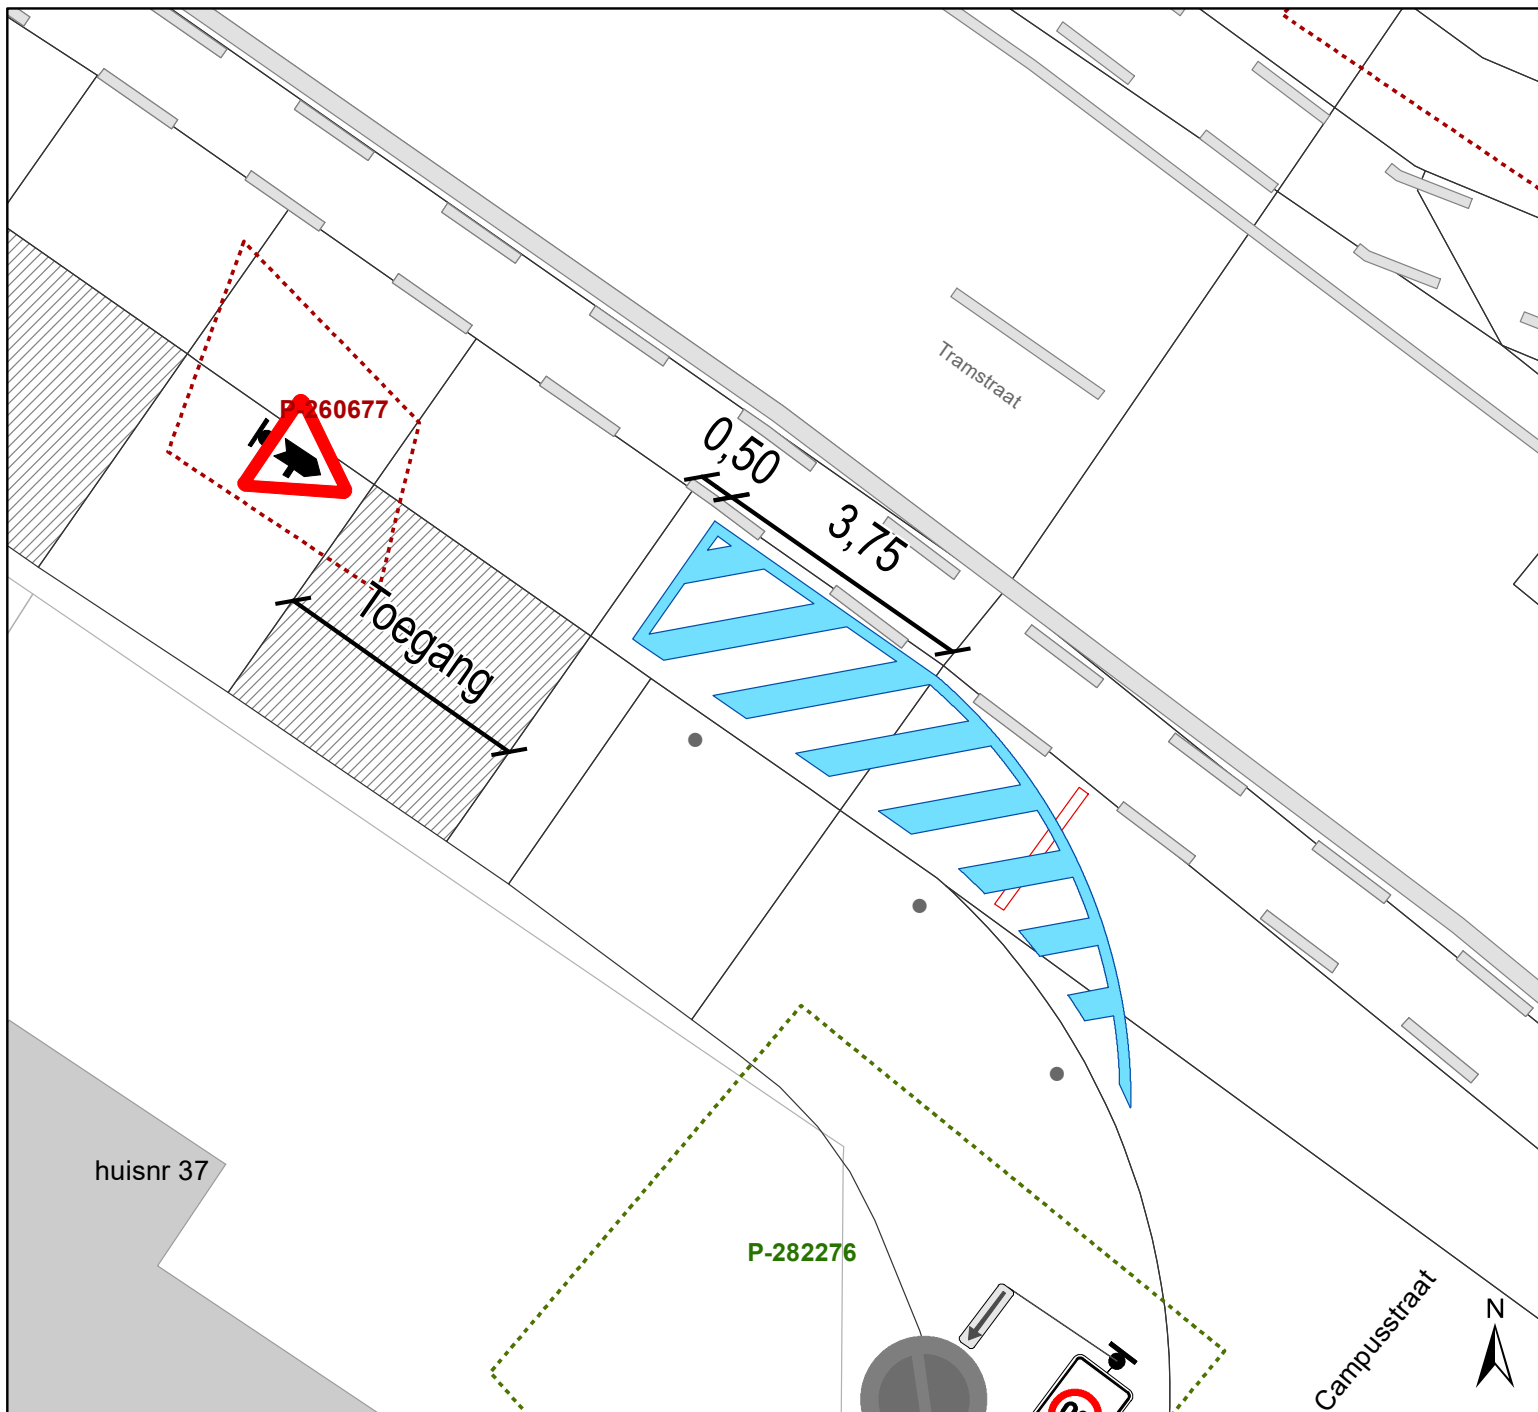 Tramstraat
P-260677
0,50
3,75
Toegang
huisnr 37
P-282276
Campusstraat
N